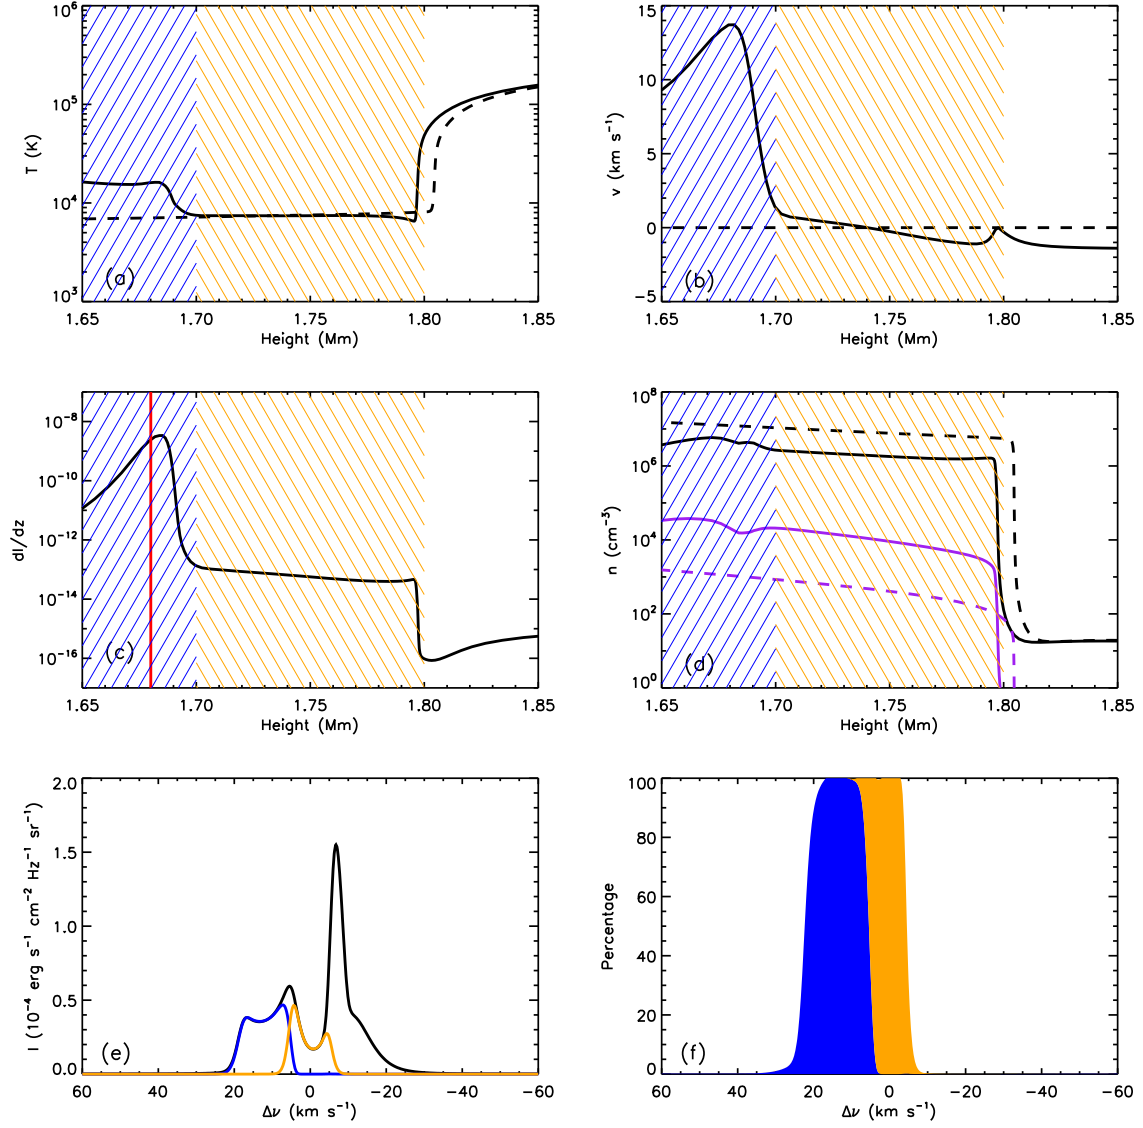 10⁶
10⁵
10⁴
10³
T (K)
(a)
1.65 1.70 1.75 1.80 1.85
Height (Mm)
15
10
5
0
−5
v (km s⁻¹)
(b)
1.65 1.70 1.75 1.80 1.85
Height (Mm)
10⁻⁸
10⁻¹⁰
10⁻¹²
10⁻¹⁴
10⁻¹⁶
dI/dz
(c)
1.65 1.70 1.75 1.80 1.85
Height (Mm)
10⁸
10⁶
10⁴
10²
10⁰
n (cm⁻³)
(d)
1.65 1.70 1.75 1.80 1.85
Height (Mm)
2.0
1.5
1.0
0.5
0.0
I (10⁻⁴ erg s⁻¹ cm⁻² Hz⁻¹ sr⁻¹)
(e)
60 40 20 0 −20 −40 −60
Δν (km s⁻¹)
100
80
60
40
20
0
Percentage
(f)
60 40 20 0 −20 −40 −60
Δν (km s⁻¹)